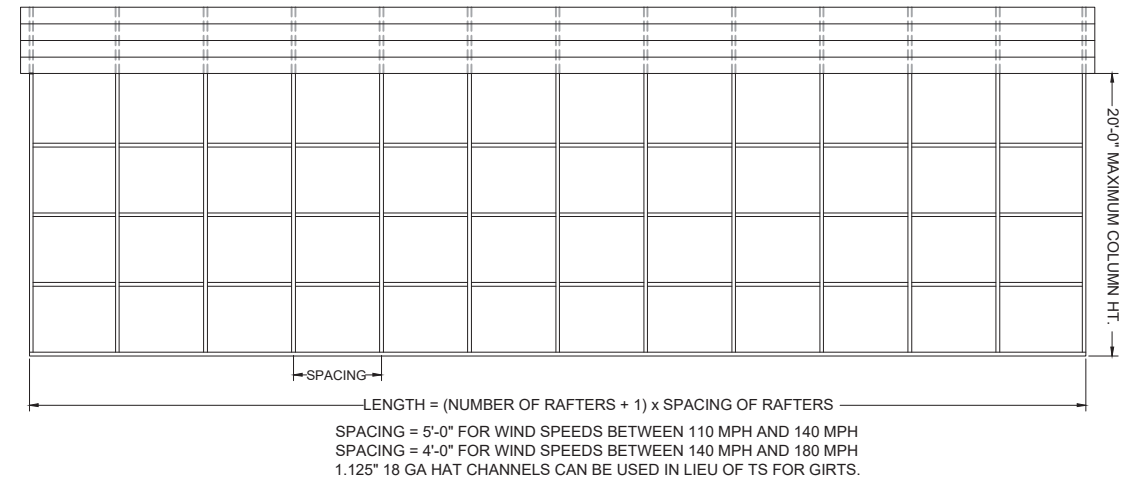 20'-0" MAXIMUM COLUMN HT.
SPACING
LENGTH = (NUMBER OF RAFTERS + 1) x SPACING OF RAFTERS
SPACING = 5'-0" FOR WIND SPEEDS BETWEEN 110 MPH AND 140 MPH
SPACING = 4'-0" FOR WIND SPEEDS BETWEEN 140 MPH AND 180 MPH
1.125" 18 GA HAT CHANNELS CAN BE USED IN LIEU OF TS FOR GIRTS.